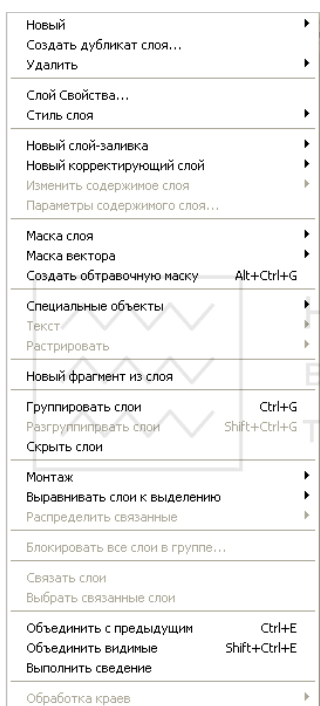 Новый
Создать дубликат слоя...
Удалить
Слой Свойства...
Стиль слоя
Новый слой-заливка
Новый корректирующий слой
Изменить содержимое слоя
Параметры содержимого слоя...
Маска слоя
Маска вектора
Создать обтравочную маску Alt+Ctrl+G
Специальные объекты
Текст
Растрировать
Новый фрагмент из слоя
Группировать слои Ctrl+G
Разгруппипрвать слои Shift+Ctrl+G
Скрыть слои
Монтаж
Выравнивать слои к выделению
Распределить связанные
Блокировать все слои в группе...
Связать слои
Выбрать связанные слои
Объединить с предыдущим Ctrl+E
Объединить видимые Shift+Ctrl+E
Выполнить сведение
Обработка краев